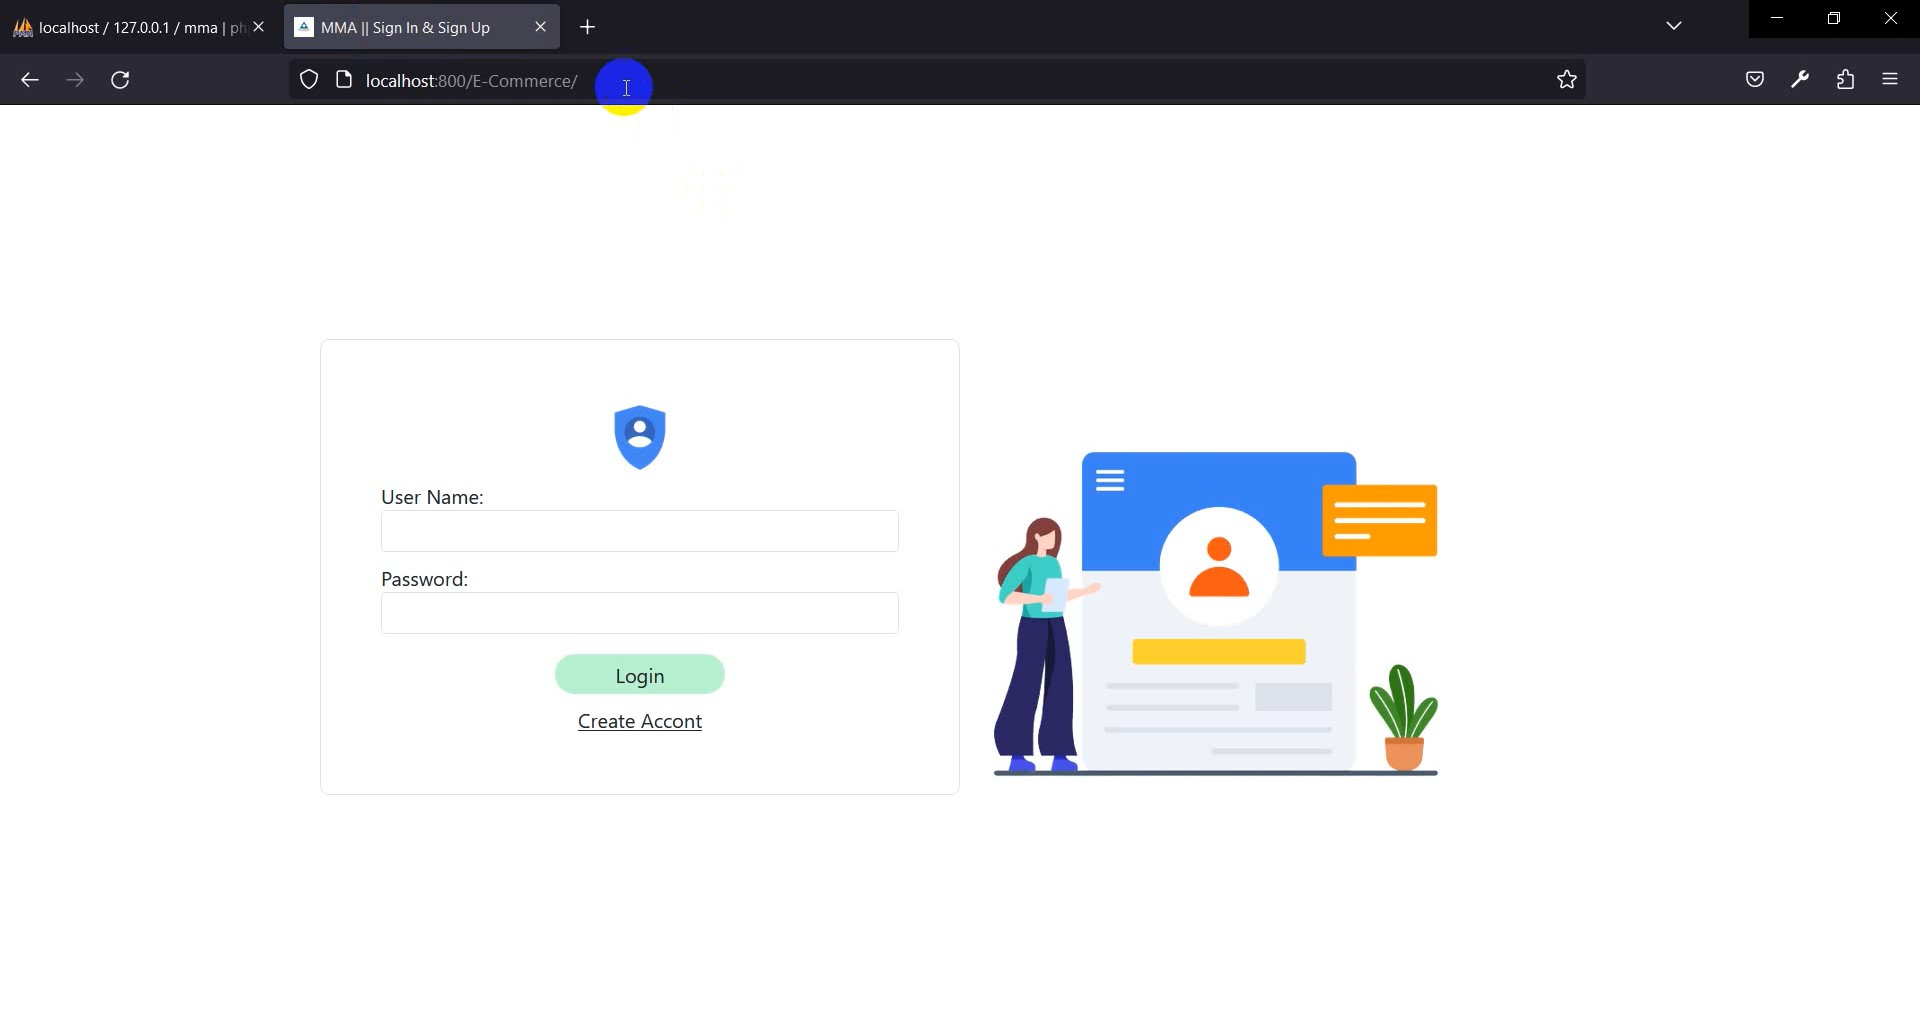 localhost / 127.0.0.1 / mma | ph
MMA || Sign In & Sign Up
localhost:800/E-Commerce/
User Name:
Password:
Login
Create Accont